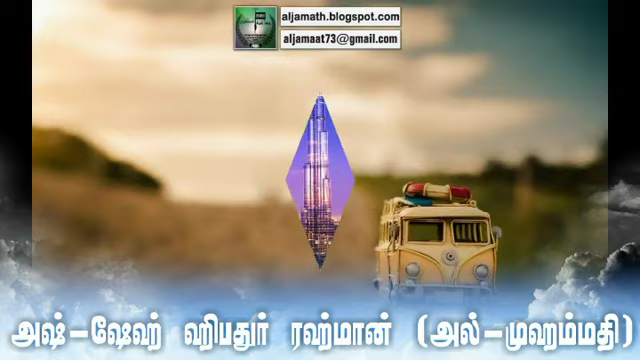 aljamath.blogspot.com
aljamaat73@gmail.com
அஷ்-ஷேஹ் ஹிபதுர் ரஹ்மான் (அல்-முஹம்மதி)